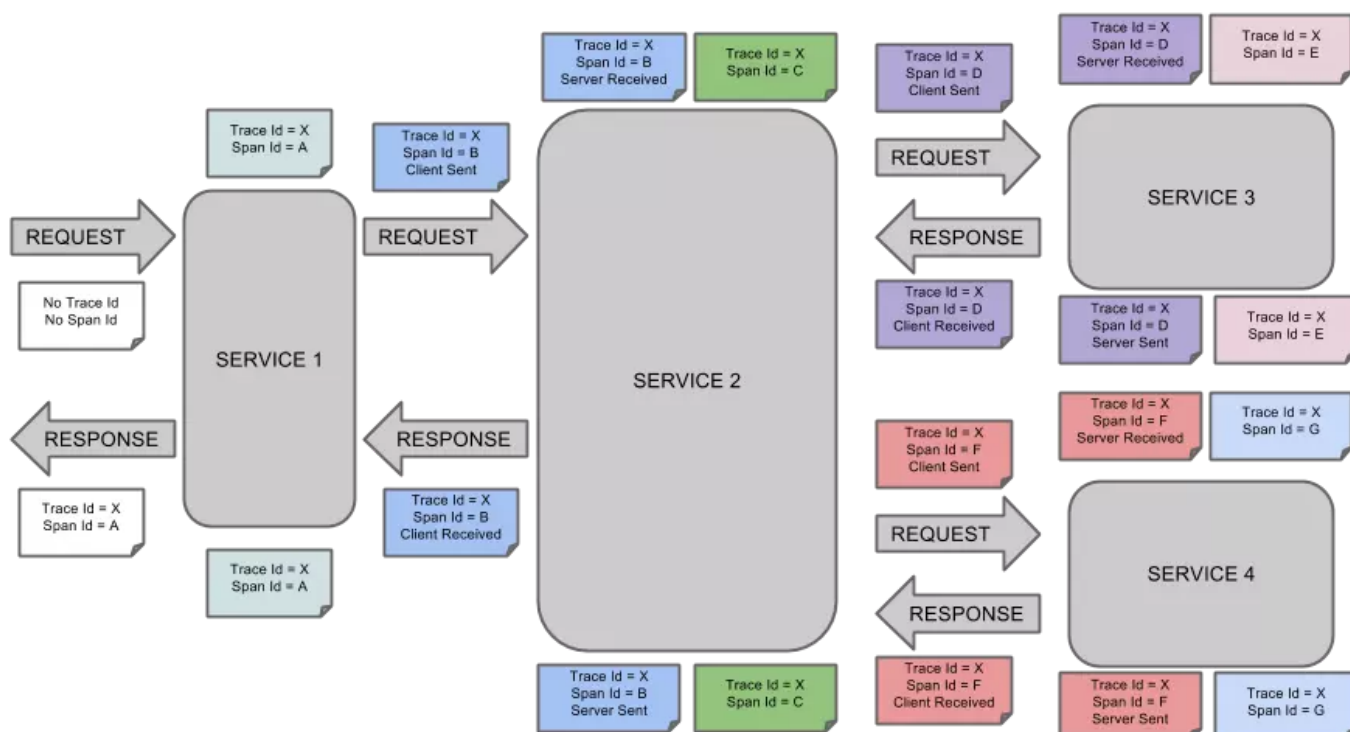 Trace Id = X
Span Id = B
Server Received
Trace Id = X
Span Id = C
Trace Id = X
Span Id = D
Client Sent
Trace Id = X
Span Id = D
Server Received
Trace Id = X
Span Id = E
Trace Id = X
Span Id = A
Trace Id = X
Span Id = B
Client Sent
REQUEST
SERVICE 3
REQUEST
REQUEST
RESPONSE
No Trace Id
No Span Id
Trace Id = X
Span Id = D
Client Received
Trace Id = X
Span Id = D
Server Sent
Trace Id = X
Span Id = E
SERVICE 1
SERVICE 2
RESPONSE
RESPONSE
Trace Id = X
Span Id = F
Client Sent
Trace Id = X
Span Id = F
Server Received
Trace Id = X
Span Id = G
Trace Id = X
Span Id = A
Trace Id = X
Span Id = B
Client Received
REQUEST
SERVICE 4
Trace Id = X
Span Id = A
RESPONSE
Trace Id = X
Span Id = B
Server Sent
Trace Id = X
Span Id = C
Trace Id = X
Span Id = F
Client Received
Trace Id = X
Span Id = F
Server Sent
Trace Id = X
Span Id = G